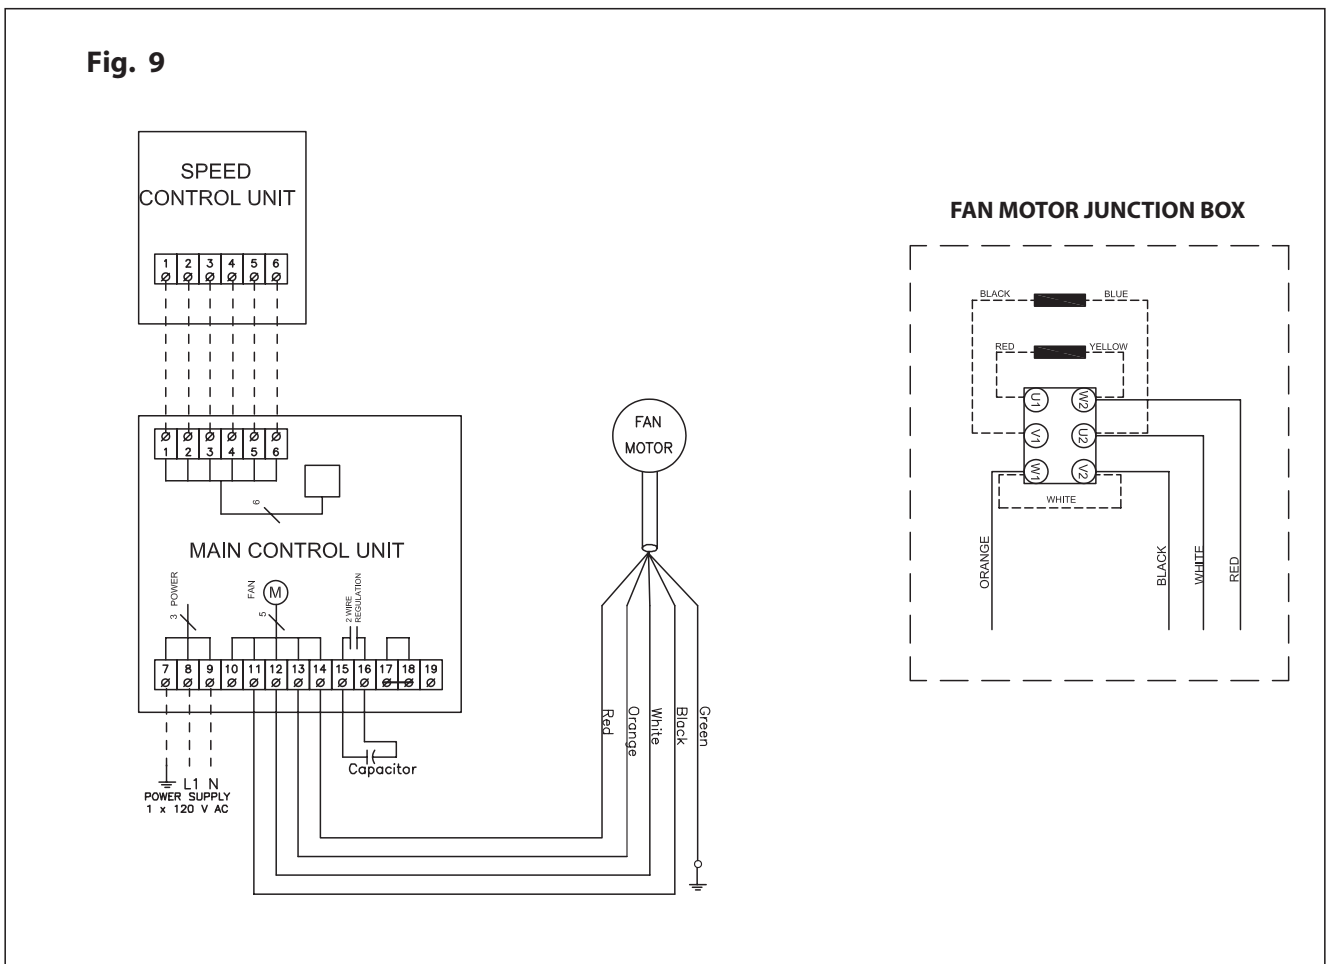 Fig. 9
SPEED
CONTROL UNIT
1 2 3 4 5 6
1 2 3 4 5 6
6
MAIN CONTROL UNIT
3
POWER
FAN
M
5
2 WIRE
REGULATION
7 8 9 10 11 12 13 14 15 16 17 18 19
L1 N
POWER SUPPLY
1 x 120 V AC
Capacitor
FAN
MOTOR
Red
Orange
White
Black
Green
FAN MOTOR JUNCTION BOX
BLACK BLUE
RED YELLOW
U1 W2
V1 U2
W1 V2
WHITE
ORANGE
BLACK
WHITE
RED